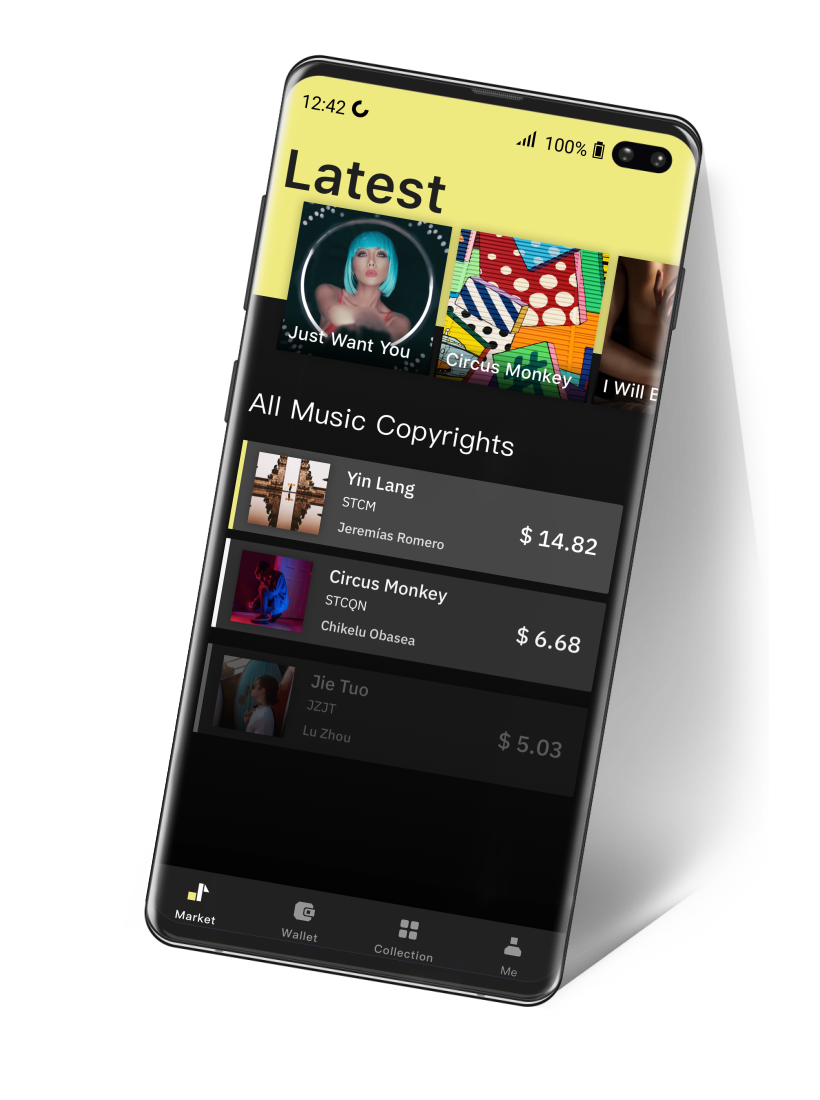 12:42
100%
Latest
Just Want You
Circus Monkey
I Will
All Music Copyrights
Yin Lang
STCM
Jeremías Romero
$ 14.82
Circus Monkey
STCQN
Chikelu Obasea
$ 6.68
Jie Tuo
JZJT
Lu Zhou
$ 5.03
Market
Wallet
Collection
Me